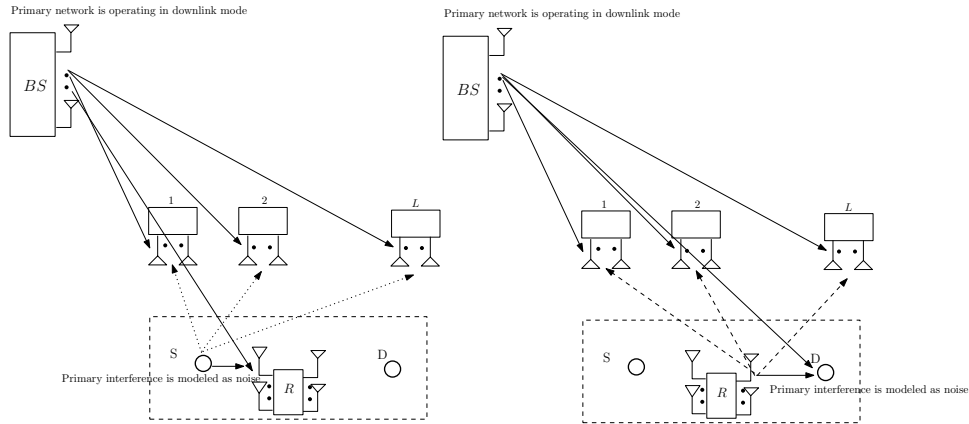 Primary network is operating in downlink mode
BS
1
2
L
S
D
Primary interference is modeled as noise
R
Primary network is operating in downlink mode
BS
1
2
L
S
D
Primary interference is modeled as noise
R